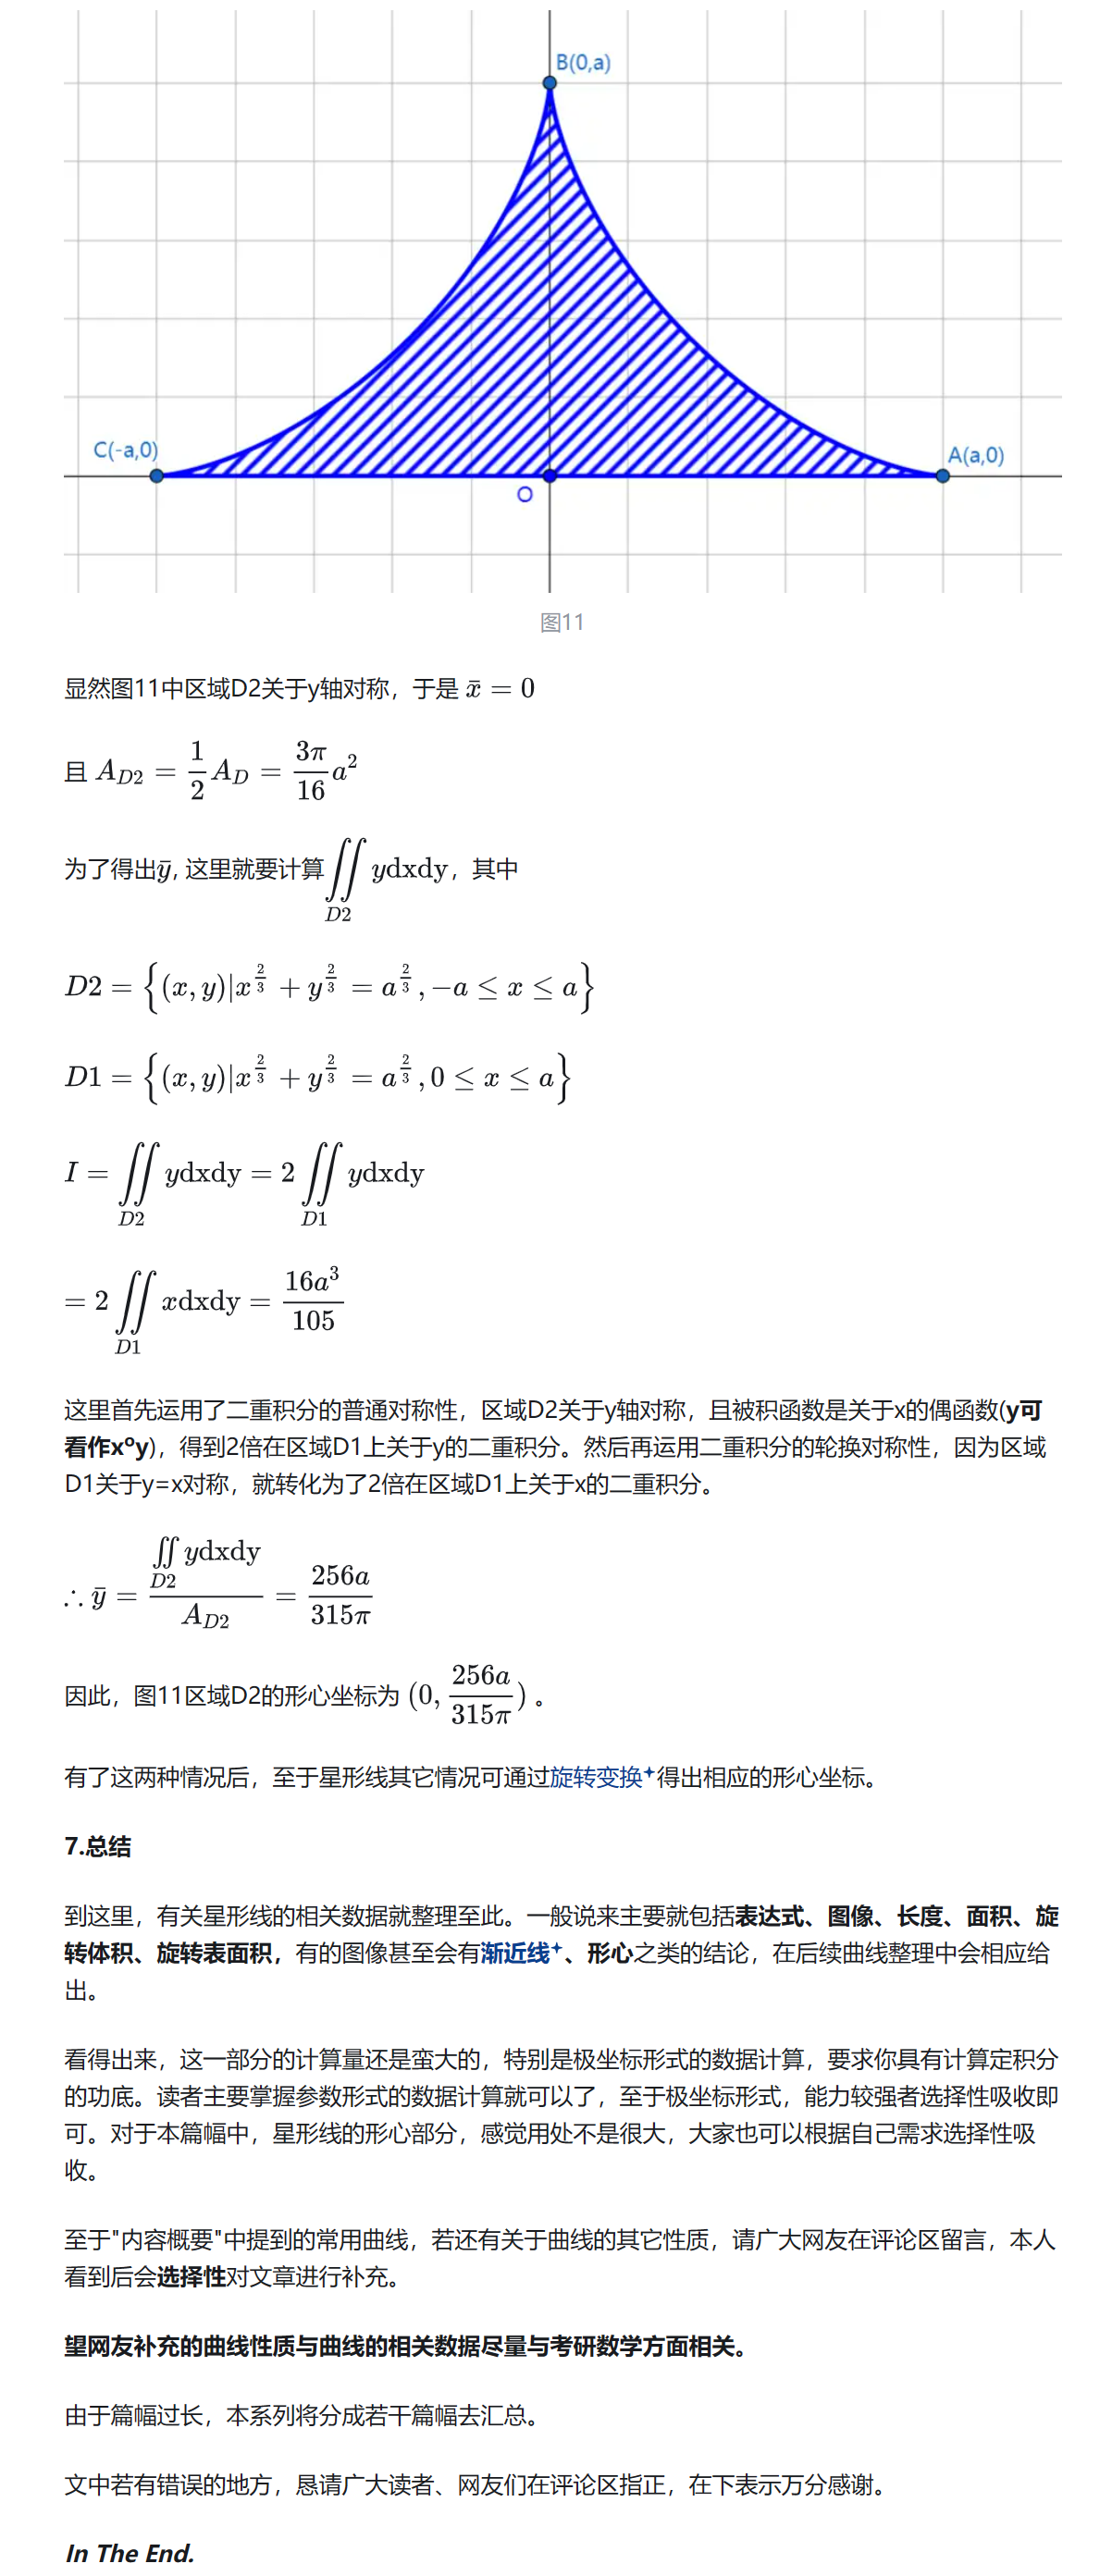 B(0,a)
C(-a,0)
A(a,0)
O
图11
显然图11中区域D2关于y轴对称，于是 x̄ = 0
且 A_{D2} = \frac{1}{2} A_D = \frac{3π}{16} a^2
为了得出ȳ, 这里就要计算 \iint_{D2} ydxdy，其中
D2 = {(x, y)|x^{\frac{2}{3}} + y^{\frac{2}{3}} = a^{\frac{2}{3}}, −a ≤ x ≤ a}
D1 = {(x, y)|x^{\frac{2}{3}} + y^{\frac{2}{3}} = a^{\frac{2}{3}}, 0 ≤ x ≤ a}
I = \iint_{D2} ydxdy = 2 \iint_{D1} ydxdy
= 2 \iint_{D1} xdxdy = \frac{16a^3}{105}
这里首先运用了二重积分的普通对称性，区域D2关于y轴对称，且被积函数是关于x的偶函数(y可
看作xºy)，得到2倍在区域D1上关于y的二重积分。然后再运用二重积分的轮换对称性，因为区域
D1关于y=x对称，就转化为了2倍在区域D1上关于x的二重积分。
∴ ȳ = \frac{\iint_{D2} ydxdy}{A_{D2}} = \frac{256a}{315π}
因此，图11区域D2的形心坐标为 (0, \frac{256a}{315π}) 。
有了这两种情况后，至于星形线其它情况可通过旋转变换得出相应的形心坐标。
7.总结
到这里，有关星形线的相关数据就整理至此。一般说来主要就包括表达式、图像、长度、面积、旋
转体积、旋转表面积，有的图像甚至会有渐近线、形心之类的结论，在后续曲线整理中会相应给
出。
看得出来，这一部分的计算量还是蛮大的，特别是极坐标形式的数据计算，要求你具有计算定积分
的功底。读者主要掌握参数形式的数据计算就可以了，至于极坐标形式，能力较强者选择性吸收即
可。对于本篇幅中，星形线的形心部分，感觉用处不是很大，大家也可以根据自己需求选择性吸
收。
至于"内容概要"中提到的常用曲线，若还有关于曲线的其它性质，请广大网友在评论区留言，本人
看到后会选择性对文章进行补充。
望网友补充的曲线性质与曲线的相关数据尽量与考研数学方面相关。
由于篇幅过长，本系列将分成若干篇幅去汇总。
文中若有错误的地方，恳请广大读者、网友们在评论区指正，在下表示万分感谢。
In The End.